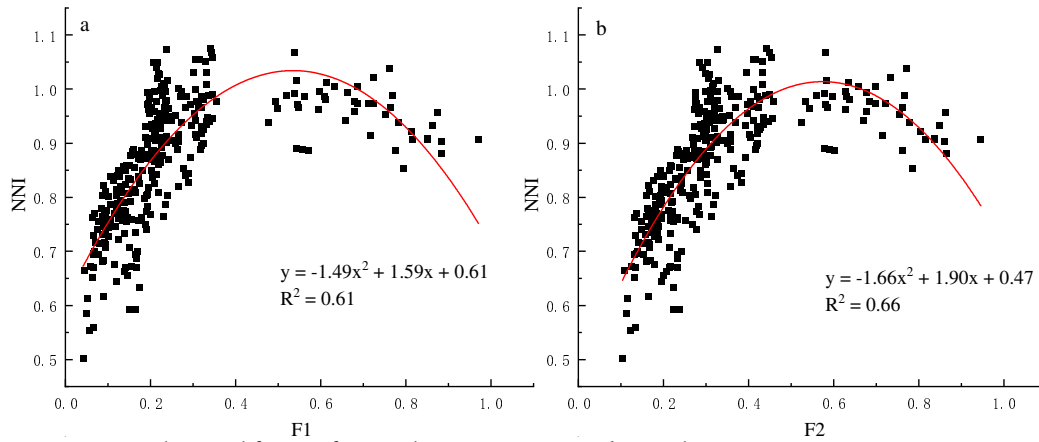 a
NNI
1.1
1.0
0.9
0.8
0.7
0.6
0.5
y = -1.49x² + 1.59x + 0.61
R² = 0.61
0.0 0.2 0.4 0.6 0.8 1.0
F1
b
NNI
1.1
1.0
0.9
0.8
0.7
0.6
0.5
y = -1.66x² + 1.90x + 0.47
R² = 0.66
0.0 0.2 0.4 0.6 0.8 1.0
F2